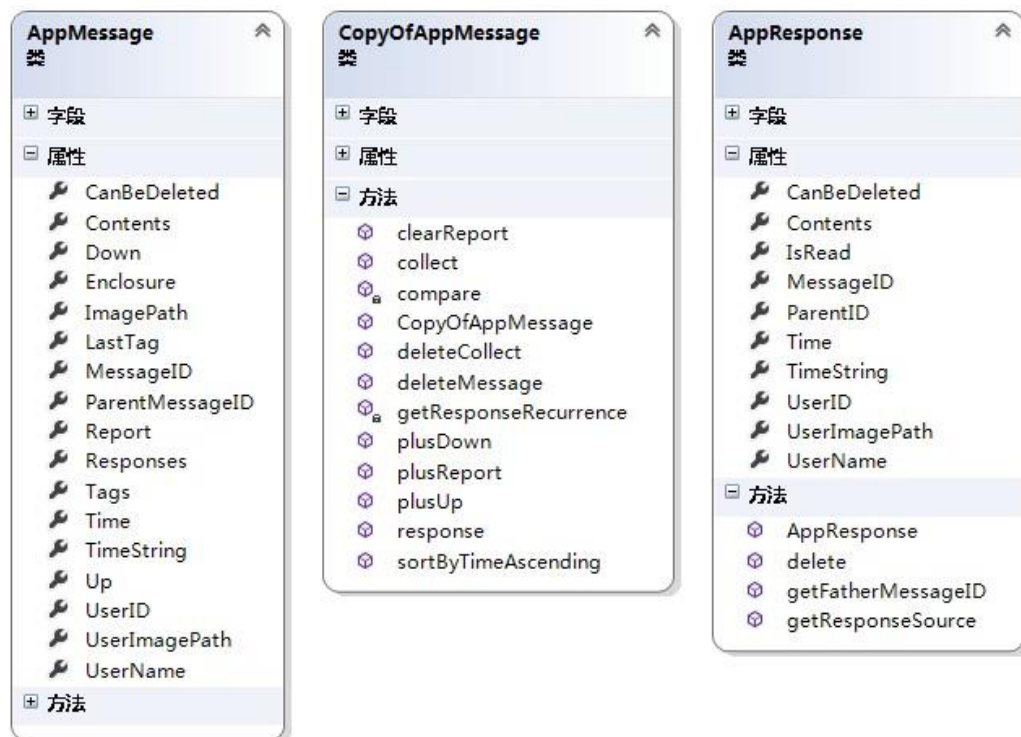 AppMessage
类
字段
属性
CanBeDeleted
Contents
Down
Enclosure
ImagePath
LastTag
MessageID
ParentMessageID
Report
Responses
Tags
Time
TimeString
Up
UserID
UserImagePath
UserName
方法
CopyOfAppMessage
类
字段
属性
方法
clearReport
collect
compare
CopyOfAppMessage
deleteCollect
deleteMessage
getResponseRecurrence
plusDown
plusReport
plusUp
response
sortByTimeAscending
AppResponse
类
字段
属性
CanBeDeleted
Contents
IsRead
MessageID
ParentID
Time
TimeString
UserID
UserImagePath
UserName
方法
AppResponse
delete
getFatherMessageID
getResponseSource